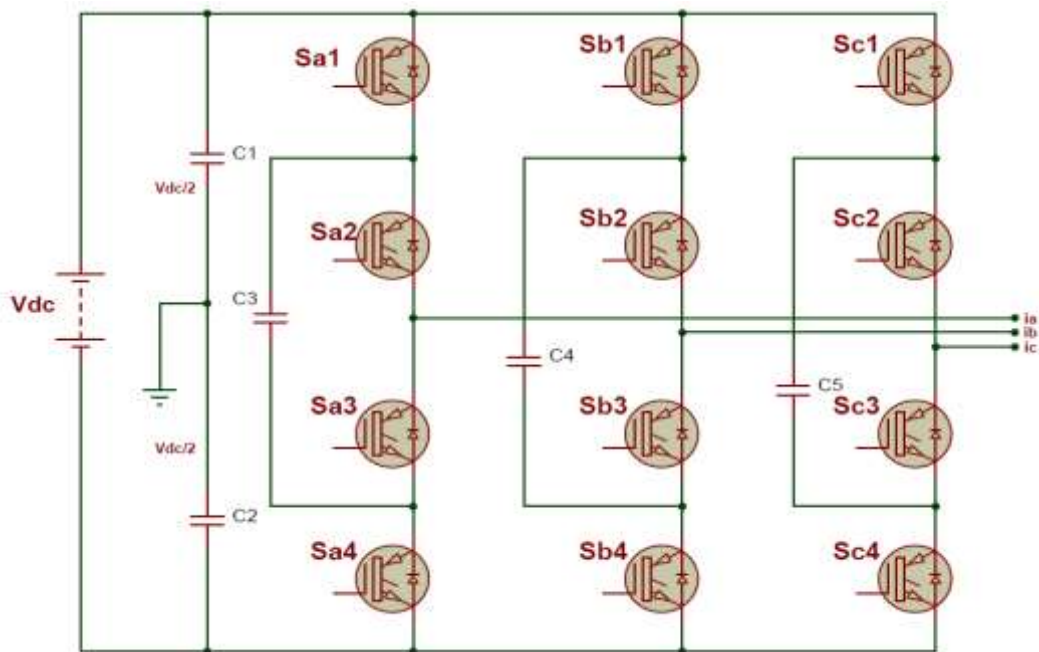 Sa1
Sb1
Sc1
C1
Vdc/2
Sa2
Sb2
Sc2
Vdc
C3
ia
ib
ic
C4
C5
Sa3
Sb3
Sc3
Vdc/2
C2
Sa4
Sb4
Sc4